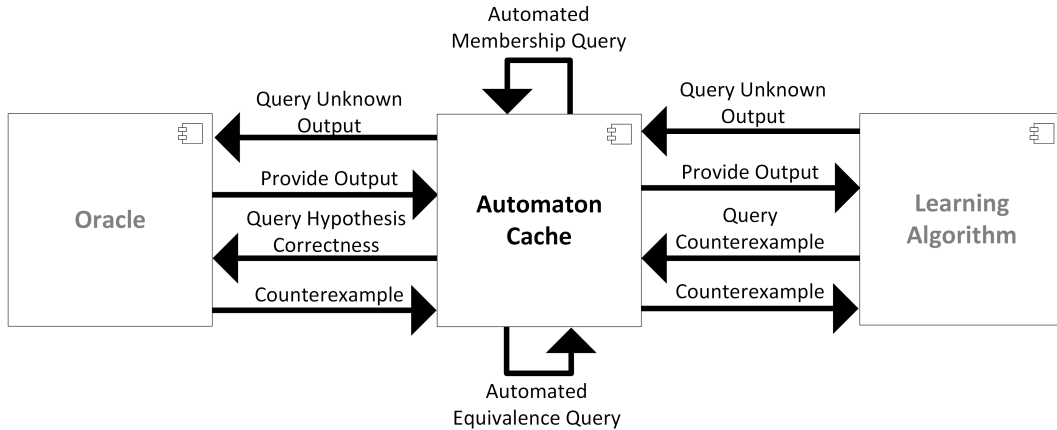 Automated
Membership Query
Query Unknown
Output
Query Unknown
Output
Provide Output
Provide Output
Oracle
Automaton
Cache
Learning
Algorithm
Query Hypothesis
Correctness
Query
Counterexample
Counterexample
Counterexample
Automated
Equivalence Query